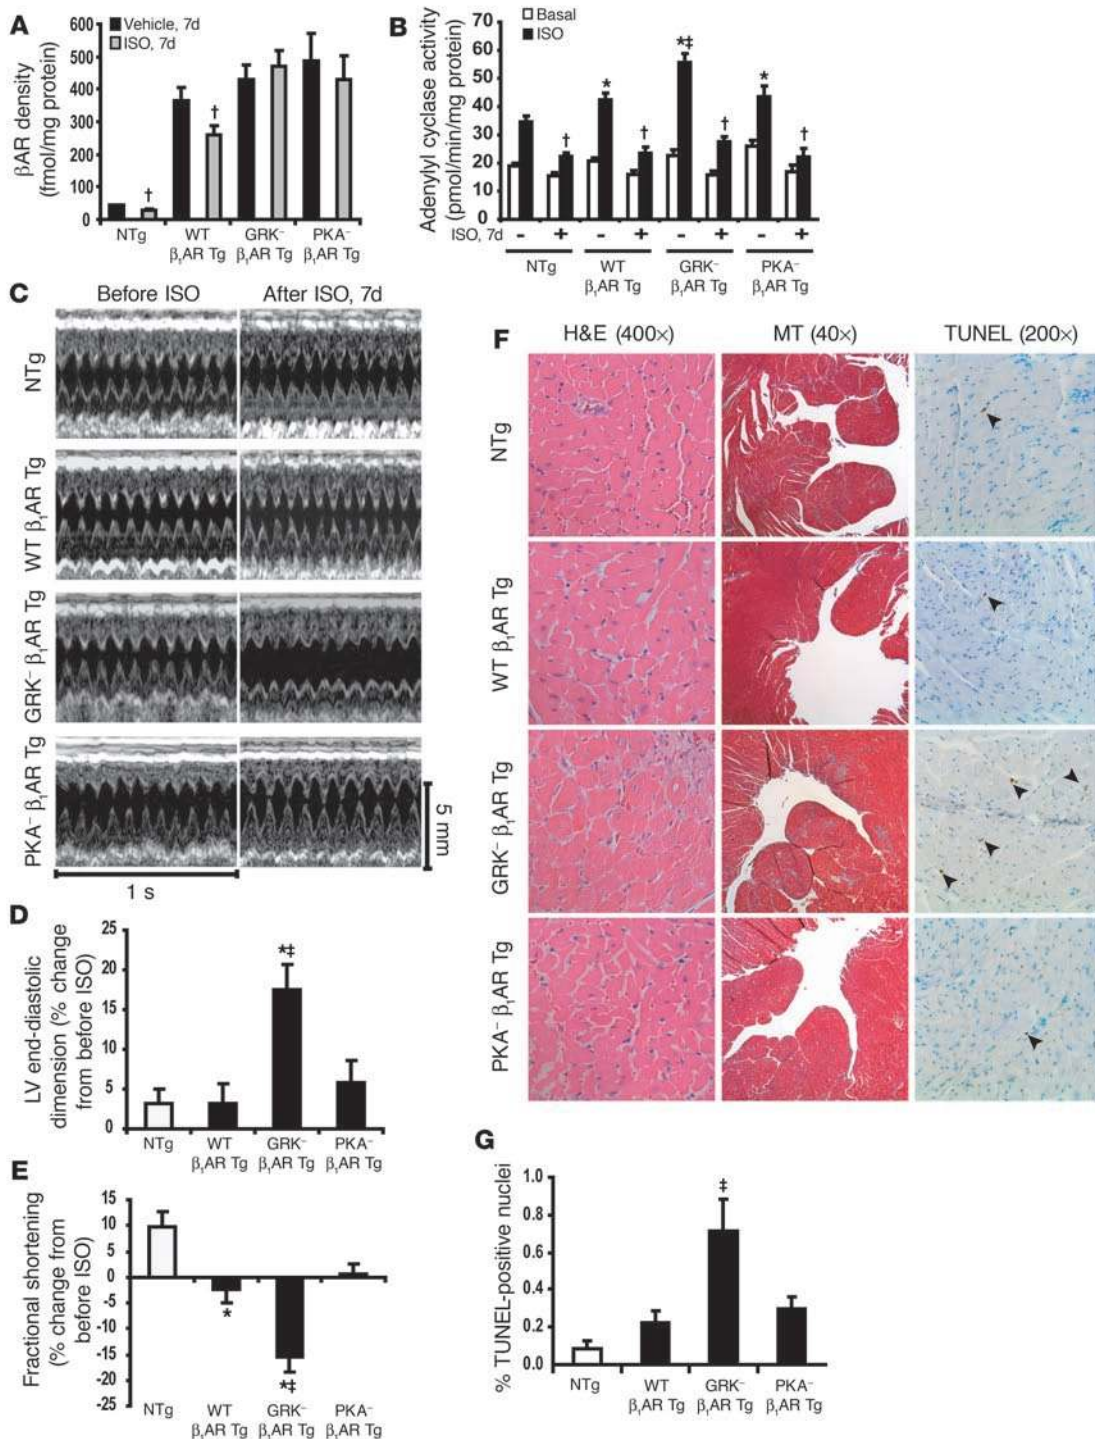 A
Vehicle, 7d
ISO, 7d
βAR density
(fmol/mg protein)
600
500
400
300
200
100
0
†
†
NTg
WT
β₁AR Tg
GRK⁻
β₁AR Tg
PKA⁻
β₁AR Tg
B
Basal
ISO
Adenylyl cyclase activity
(pmol/min/mg protein)
70
60
50
40
30
20
10
0
†
*
†
*‡
†
*
†
ISO, 7d
-
+
-
+
-
+
-
+
NTg
WT
β₁AR Tg
GRK⁻
β₁AR Tg
PKA⁻
β₁AR Tg
C
Before ISO
After ISO, 7d
NTg
WT β₁AR Tg
GRK⁻ β₁AR Tg
PKA⁻ β₁AR Tg
5 mm
1 s
D
LV end-diastolic
dimension (% change
from before ISO)
25
20
15
10
5
0
*‡
NTg
WT
β₁AR Tg
GRK⁻
β₁AR Tg
PKA⁻
β₁AR Tg
E
Fractional shortening
(% change from
before ISO)
15
10
5
0
-5
-10
-15
-20
-25
*
*‡
NTg
WT
β₁AR Tg
GRK⁻
β₁AR Tg
PKA⁻
β₁AR Tg
F
H&E (400×)
MT (40×)
TUNEL (200×)
NTg
WT β₁AR Tg
GRK⁻ β₁AR Tg
PKA⁻ β₁AR Tg
G
% TUNEL-positive nuclei
1.0
0.8
0.6
0.4
0.2
0.0
‡
NTg
WT
β₁AR Tg
GRK⁻
β₁AR Tg
PKA⁻
β₁AR Tg